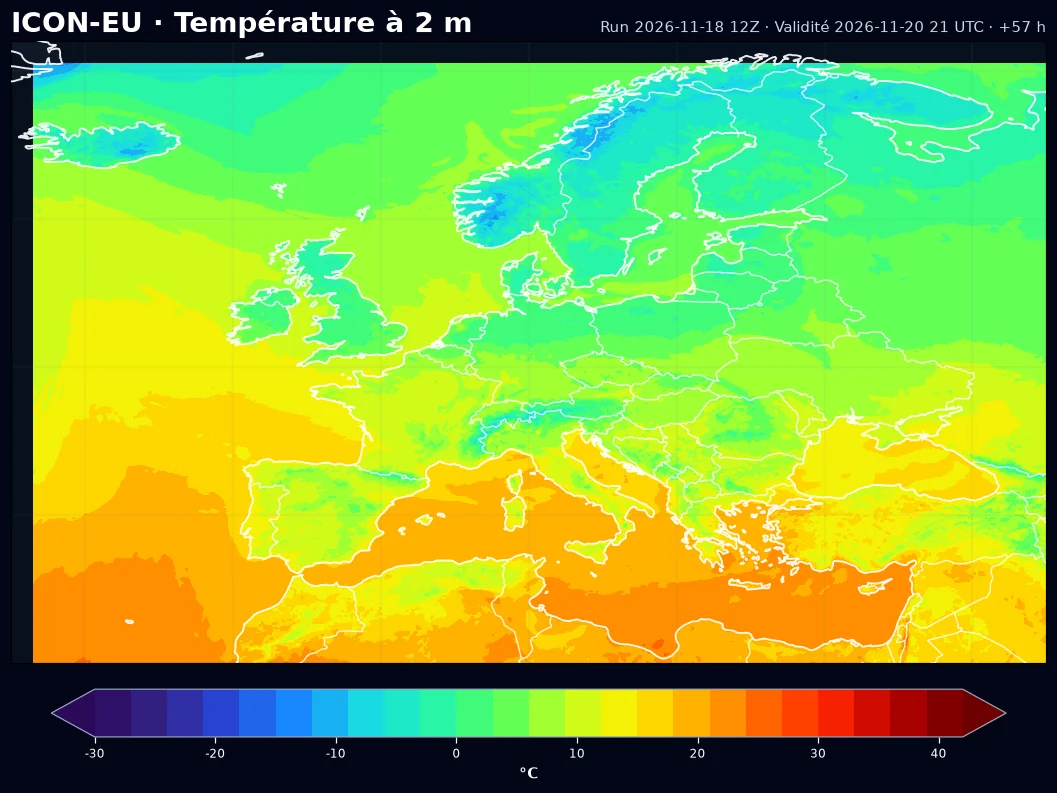 ICON-EU · Température à 2 m
Run 2026-11-18 12Z · Validité 2026-11-20 21 UTC · +57 h
-30 -20 -10 0 10 20 30 40
°C